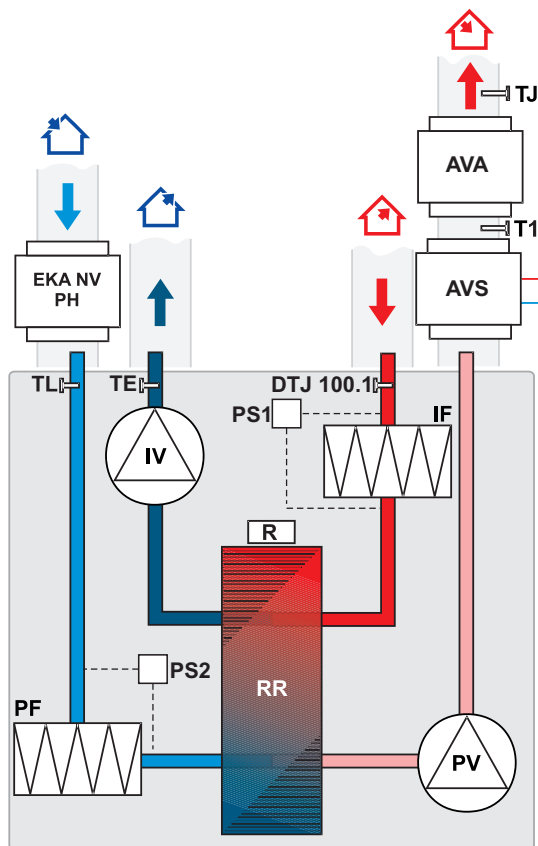 TJ
AVA
T1
EKA NV
PH
AVS
TL
TE
DTJ 100.1
PS1
IF
IV
R
PS2
RR
PF
PV